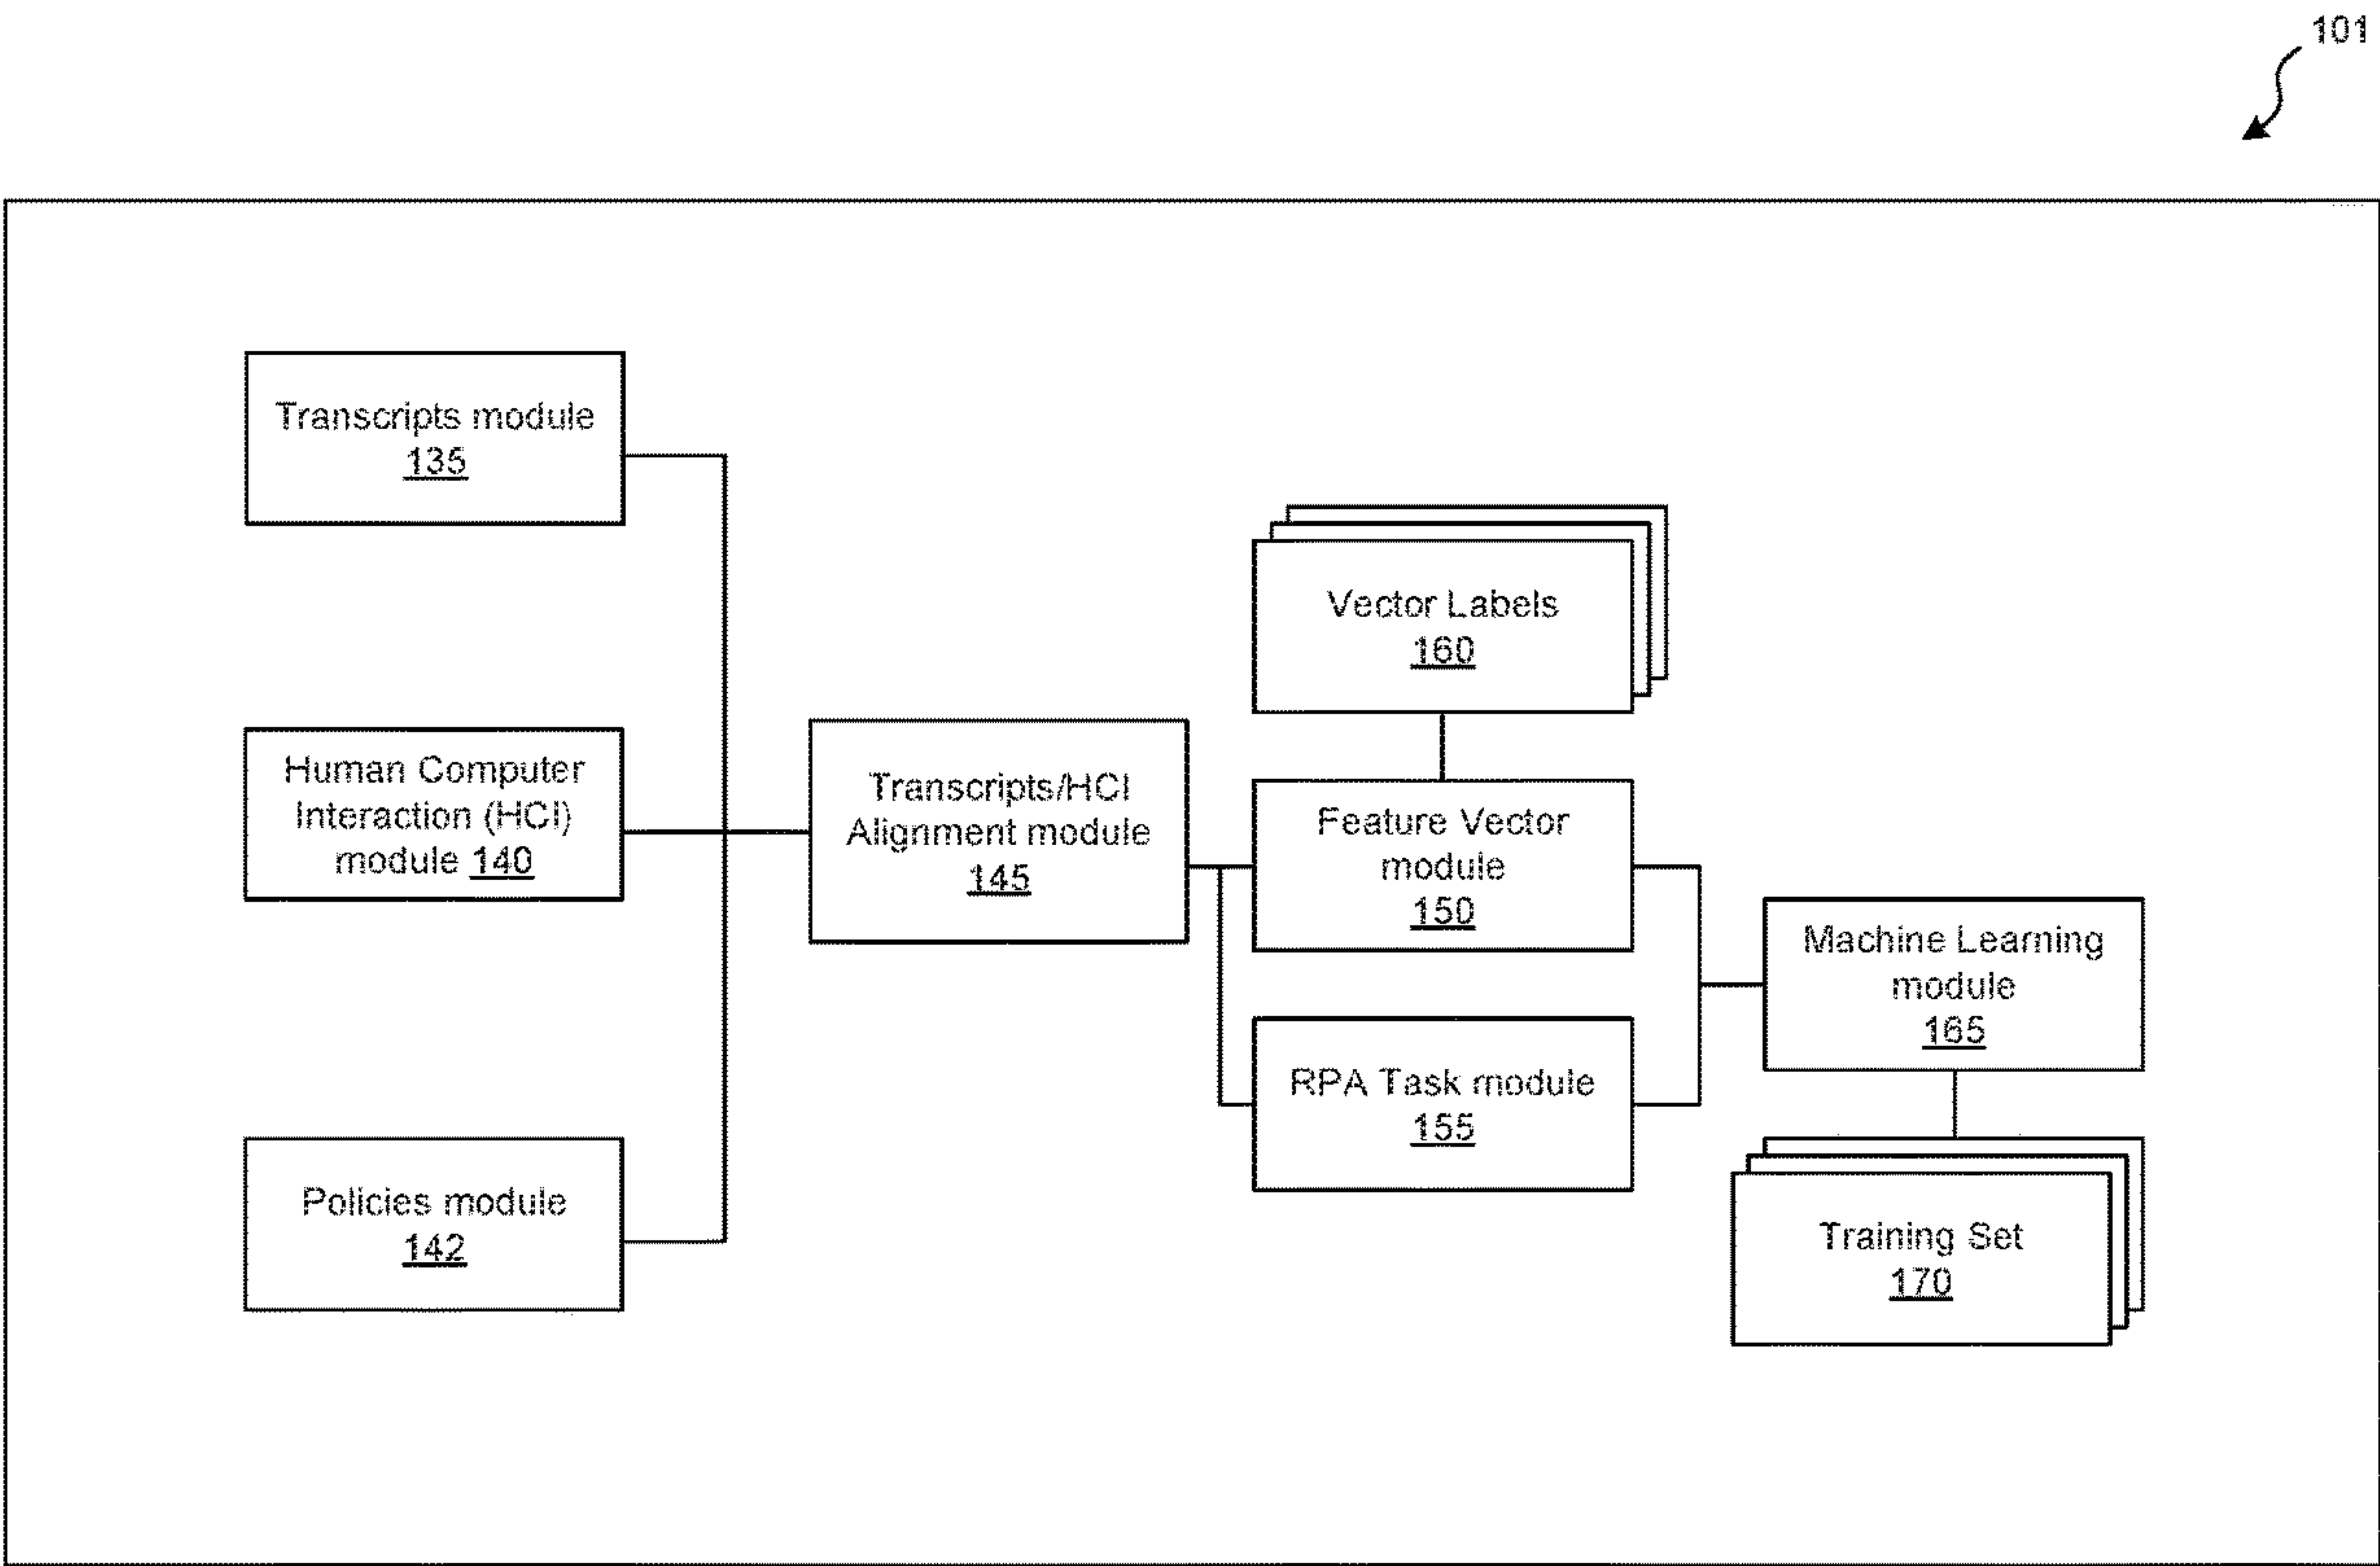 101
Transcripts module
135
Human Computer
Interaction (HCI)
module 140
Policies module
142
Transcripts/HCI
Alignment module
145
Vector Labels
160
Feature Vector
module
150
RPA Task module
155
Machine Learning
module
165
Training Set
170